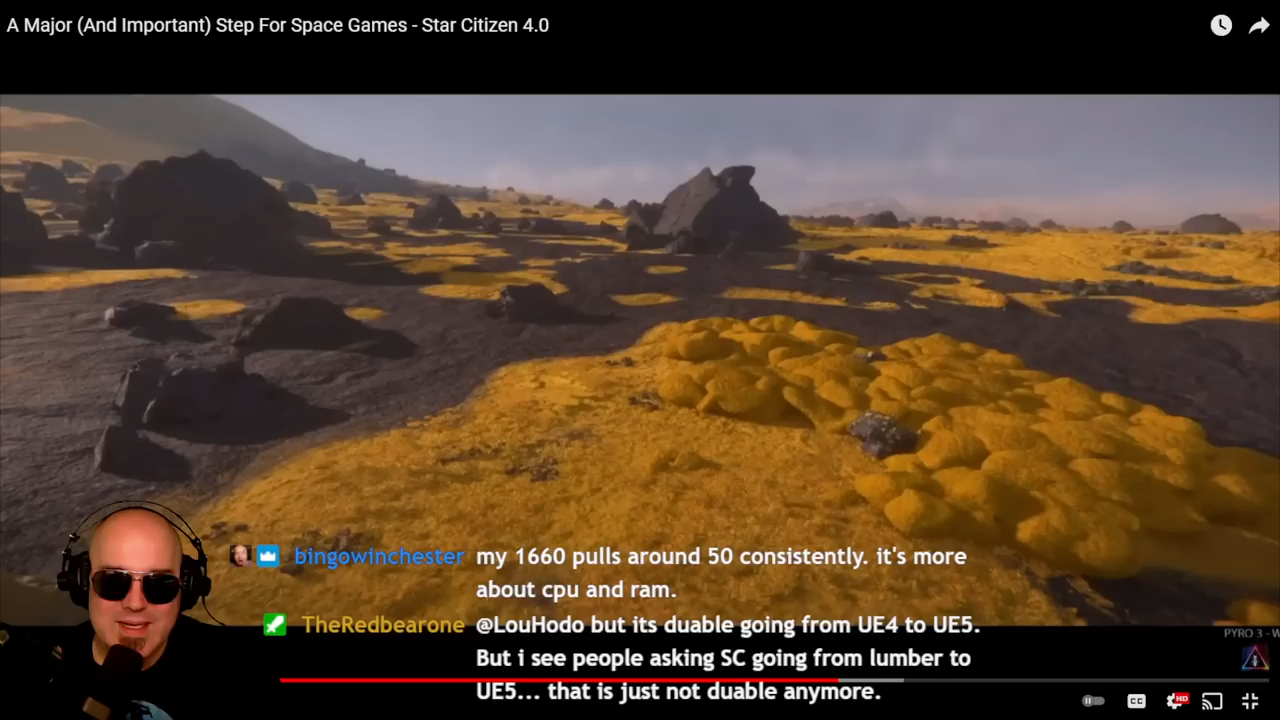 A Major (And Important) Step For Space Games - Star Citizen 4.0
bingowinchester my 1660 pulls around 50 consistently. it's more
about cpu and ram.
TheRedbearone @LouHodo but its duable going from UE4 to UE5.
But i see people asking SC going from lumber to
UE5... that is just not duable anymore.
PYRO 3 - W
CC
HD